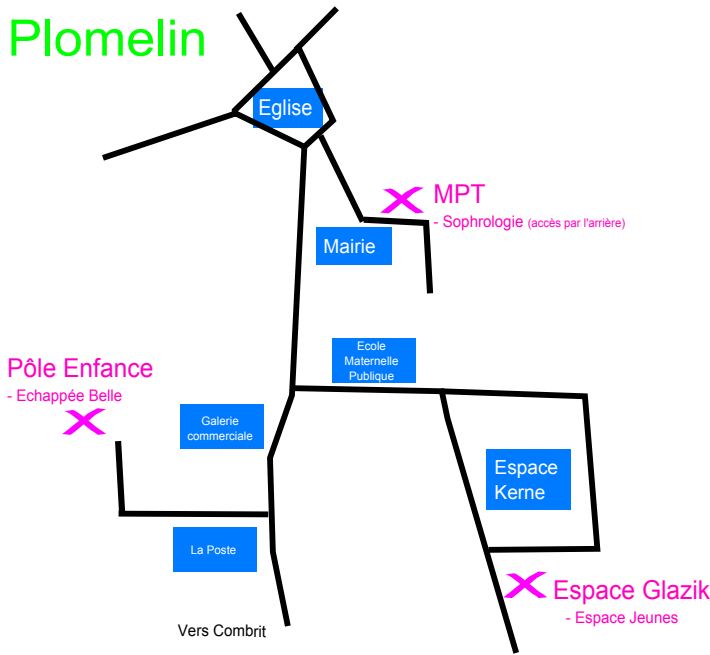 Plomelin
Eglise
MPT
- Sophrologie (accès par l'arrière)
Mairie
Ecole
Maternelle
Publique
Pôle Enfance
- Echappée Belle
Galerie
commerciale
Espace
Kerne
La Poste
Espace Glazik
- Espace Jeunes
Vers Combrit